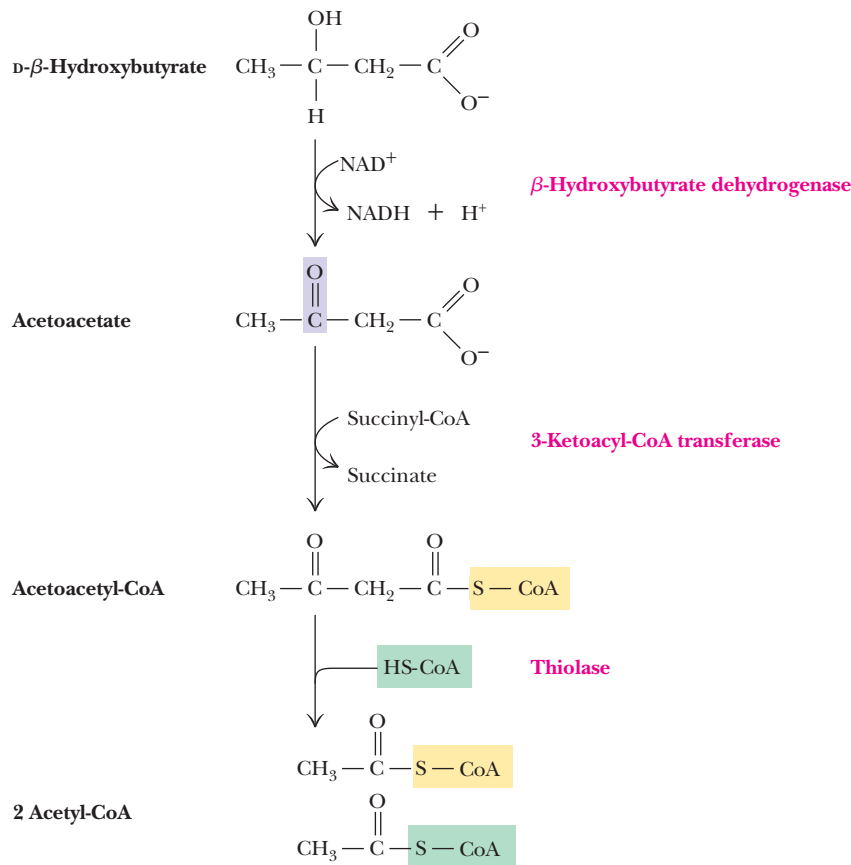 OH
O
D-β-Hydroxybutyrate CH₃ — C — CH₂ — C
O⁻
H
NAD⁺
β-Hydroxybutyrate dehydrogenase
NADH + H⁺
O
O
Acetoacetate CH₃ — C — CH₂ — C
O⁻
Succinyl-CoA
3-Ketoacyl-CoA transferase
Succinate
O O
Acetoacetyl-CoA CH₃ — C — CH₂ — C — S — CoA
HS-CoA Thiolase
O
CH₃ — C — S — CoA
2 Acetyl-CoA
O
CH₃ — C — S — CoA